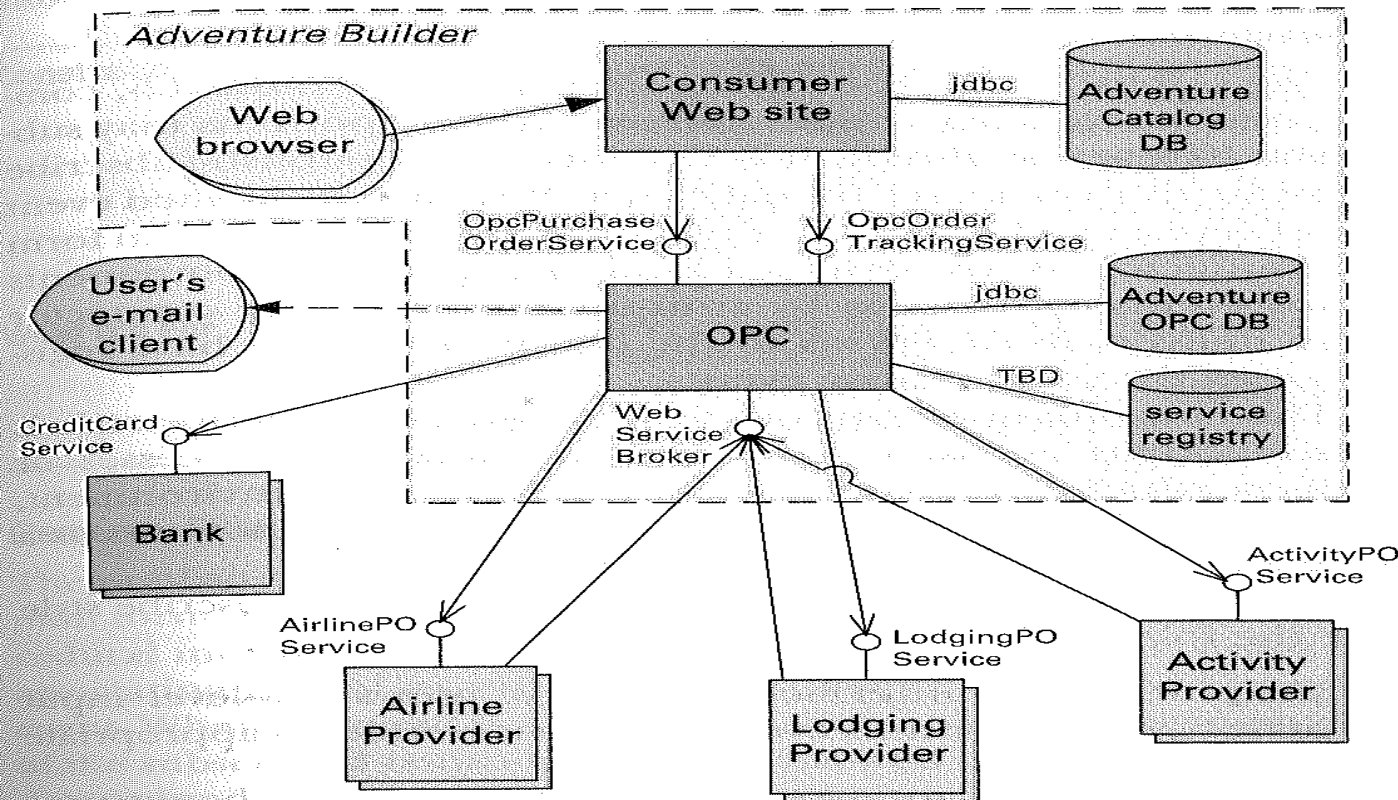 Adventure Builder
Web
browser
Consumer
Web site
jdbc
Adventure
Catalog
DB
OpcPurchase
OrderService
OpcOrder
TrackingService
User's
e-mail
client
OPC
jdbc
Adventure
OPC DB
TBD
service
registry
CreditCard
Service
Web
Service
Broker
Bank
AirlinePO
Service
Airline
Provider
LodgingPO
Service
Lodging
Provider
ActivityPO
Service
Activity
Provider